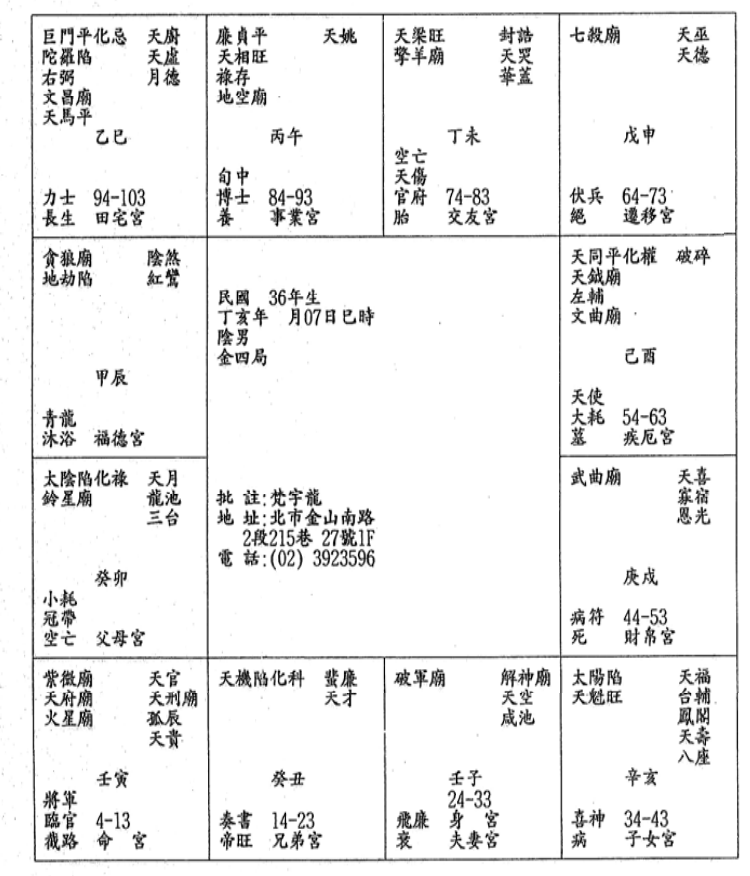 巨門平化忌 天廚
陀羅陷 天虛
右弼 月德
文昌廟
天馬平
乙巳
力士 94-103
長生 田宅宮
廉貞平 天姚
天相旺
祿存
地空廟
丙午
旬中
博士 84-93
養 事業宮
天梁旺 封誥
擎羊廟 天哭
華蓋
丁未
空亡
天傷
官府 74-83
胎 交友宮
七殺廟 天巫
天德
戊申
伏兵 64-73
絕 遷移宮
貪狼廟 陰煞
地劫陷 紅鸞
甲辰
青龍
沐浴 福德宮
民國 36年生
丁亥年 月07日巳時
陰男
金四局
批 註:梵宇龍
地 址:北市金山南路
2段215巷 27號1F
電 話:(02) 3923596
天同平化權 破碎
天鉞廟
左輔
文曲廟
己酉
天使
大耗 54-63
墓 疾厄宮
太陰陷化祿 天月
鈴星廟 龍池
三台
癸卯
小耗
冠帶
空亡 父母宮
武曲廟 天喜
寡宿
恩光
庚戌
病符 44-53
死 財帛宮
紫微廟 天官
天府廟 天刑廟
火星廟 孤辰
天貴
壬寅
將軍
臨官 4-13
截路 命 宮
天機陷化科 蜚廉
天才
癸丑
奏書 14-23
帝旺 兄弟宮
破軍廟 解神廟
天空
咸池
壬子
24-33
飛廉 身 宮
衰 夫妻宮
太陽陷 天福
天魁旺 台輔
鳳閣
天壽
八座
辛亥
喜神 34-43
病 子女宮